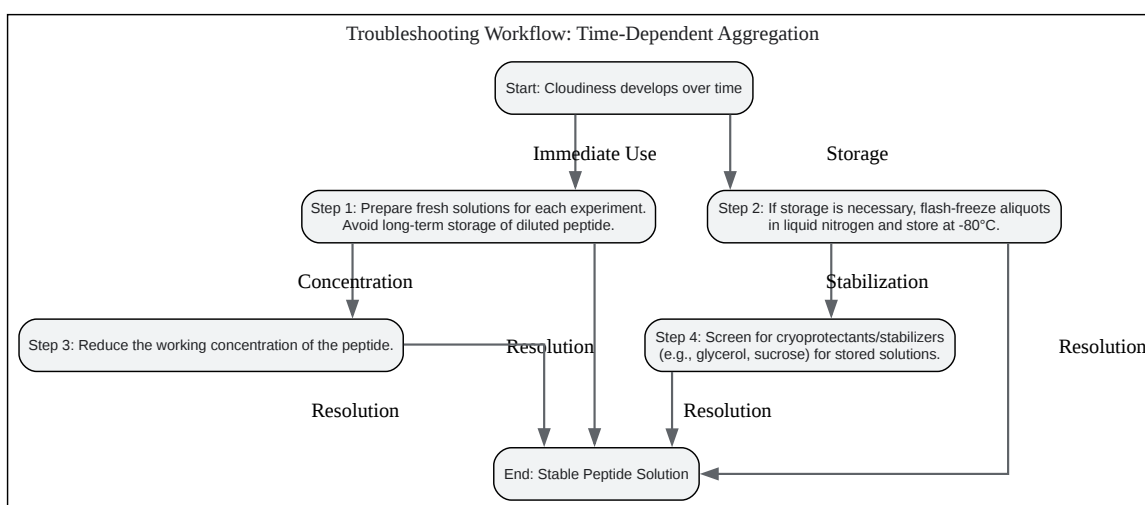 Troubleshooting Workflow: Time-Dependent Aggregation
Start: Cloudiness develops over time
Immediate Use
Storage
Step 1: Prepare fresh solutions for each experiment.
Avoid long-term storage of diluted peptide.
Step 2: If storage is necessary, flash-freeze aliquots
in liquid nitrogen and store at -80°C.
Concentration
Stabilization
Step 3: Reduce the working concentration of the peptide.
Resolution
Step 4: Screen for cryoprotectants/stabilizers
(e.g., glycerol, sucrose) for stored solutions.
Resolution
Resolution
Resolution
End: Stable Peptide Solution